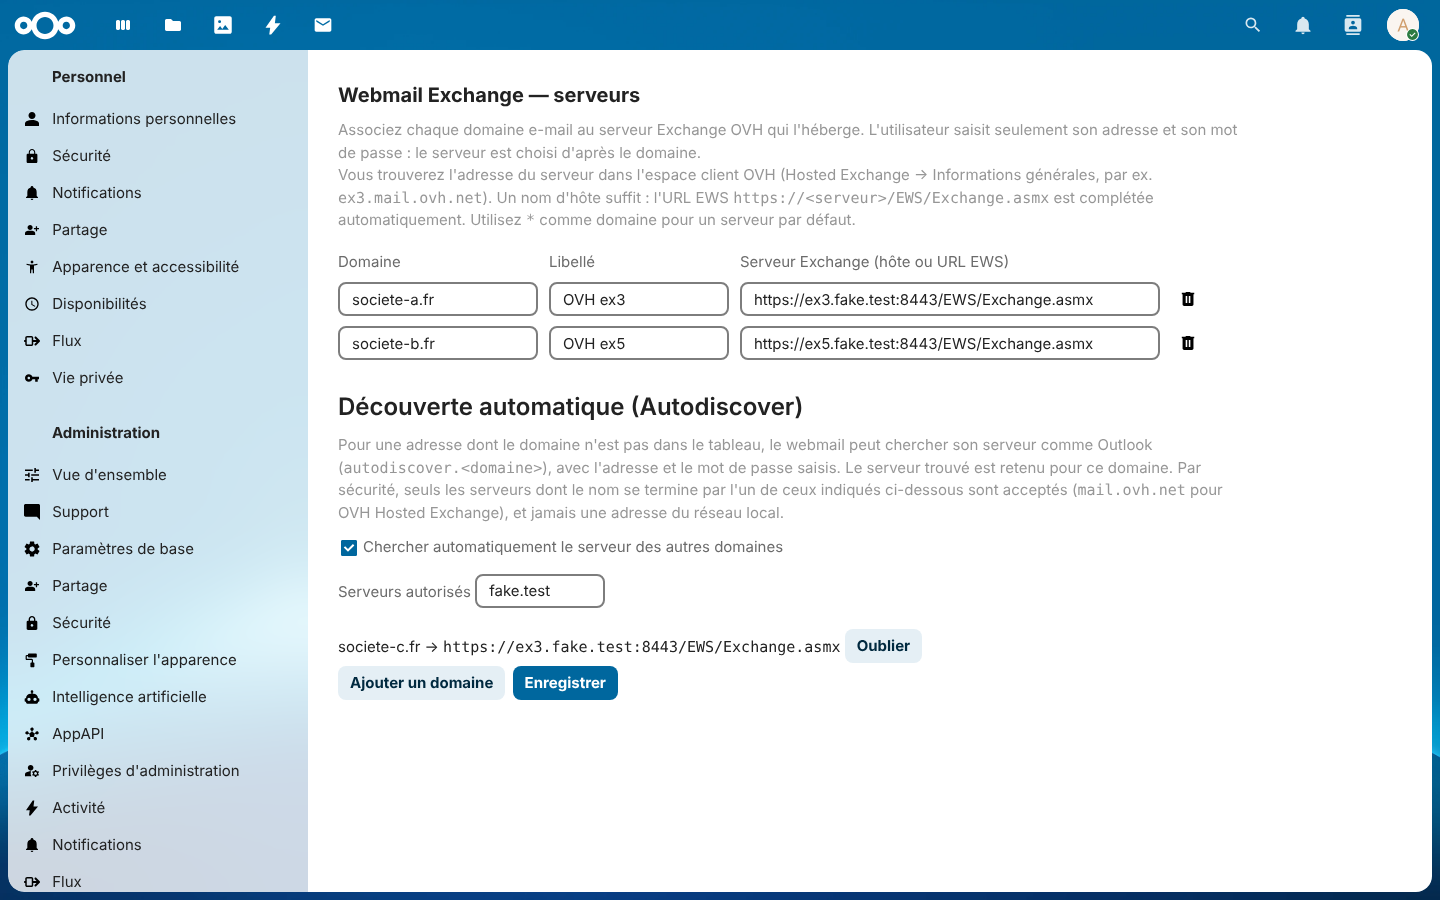 A
Personnel
Informations personnelles
Sécurité
Notifications
Partage
Apparence et accessibilité
Disponibilités
Flux
Vie privée
Administration
Vue d'ensemble
Support
Paramètres de base
Partage
Sécurité
Personnaliser l'apparence
Intelligence artificielle
AppAPI
Privilèges d'administration
Activité
Notifications
Flux
Webmail Exchange — serveurs
Associez chaque domaine e-mail au serveur Exchange OVH qui l'héberge. L'utilisateur saisit seulement son adresse et son mot
de passe : le serveur est choisi d'après le domaine.
Vous trouverez l'adresse du serveur dans l'espace client OVH (Hosted Exchange → Informations générales, par ex.
ex3.mail.ovh.net). Un nom d'hôte suffit : l'URL EWS https://<serveur>/EWS/Exchange.asmx est complétée
automatiquement. Utilisez * comme domaine pour un serveur par défaut.
Domaine Libellé Serveur Exchange (hôte ou URL EWS)
societe-a.fr OVH ex3 https://ex3.fake.test:8443/EWS/Exchange.asmx
societe-b.fr OVH ex5 https://ex5.fake.test:8443/EWS/Exchange.asmx
Découverte automatique (Autodiscover)
Pour une adresse dont le domaine n'est pas dans le tableau, le webmail peut chercher son serveur comme Outlook
(autodiscover.<domaine>), avec l'adresse et le mot de passe saisis. Le serveur trouvé est retenu pour ce domaine. Par
sécurité, seuls les serveurs dont le nom se termine par l'un de ceux indiqués ci-dessous sont acceptés (mail.ovh.net pour
OVH Hosted Exchange), et jamais une adresse du réseau local.
Chercher automatiquement le serveur des autres domaines
Serveurs autorisés fake.test
societe-c.fr → https://ex3.fake.test:8443/EWS/Exchange.asmx Oublier
Ajouter un domaine Enregistrer